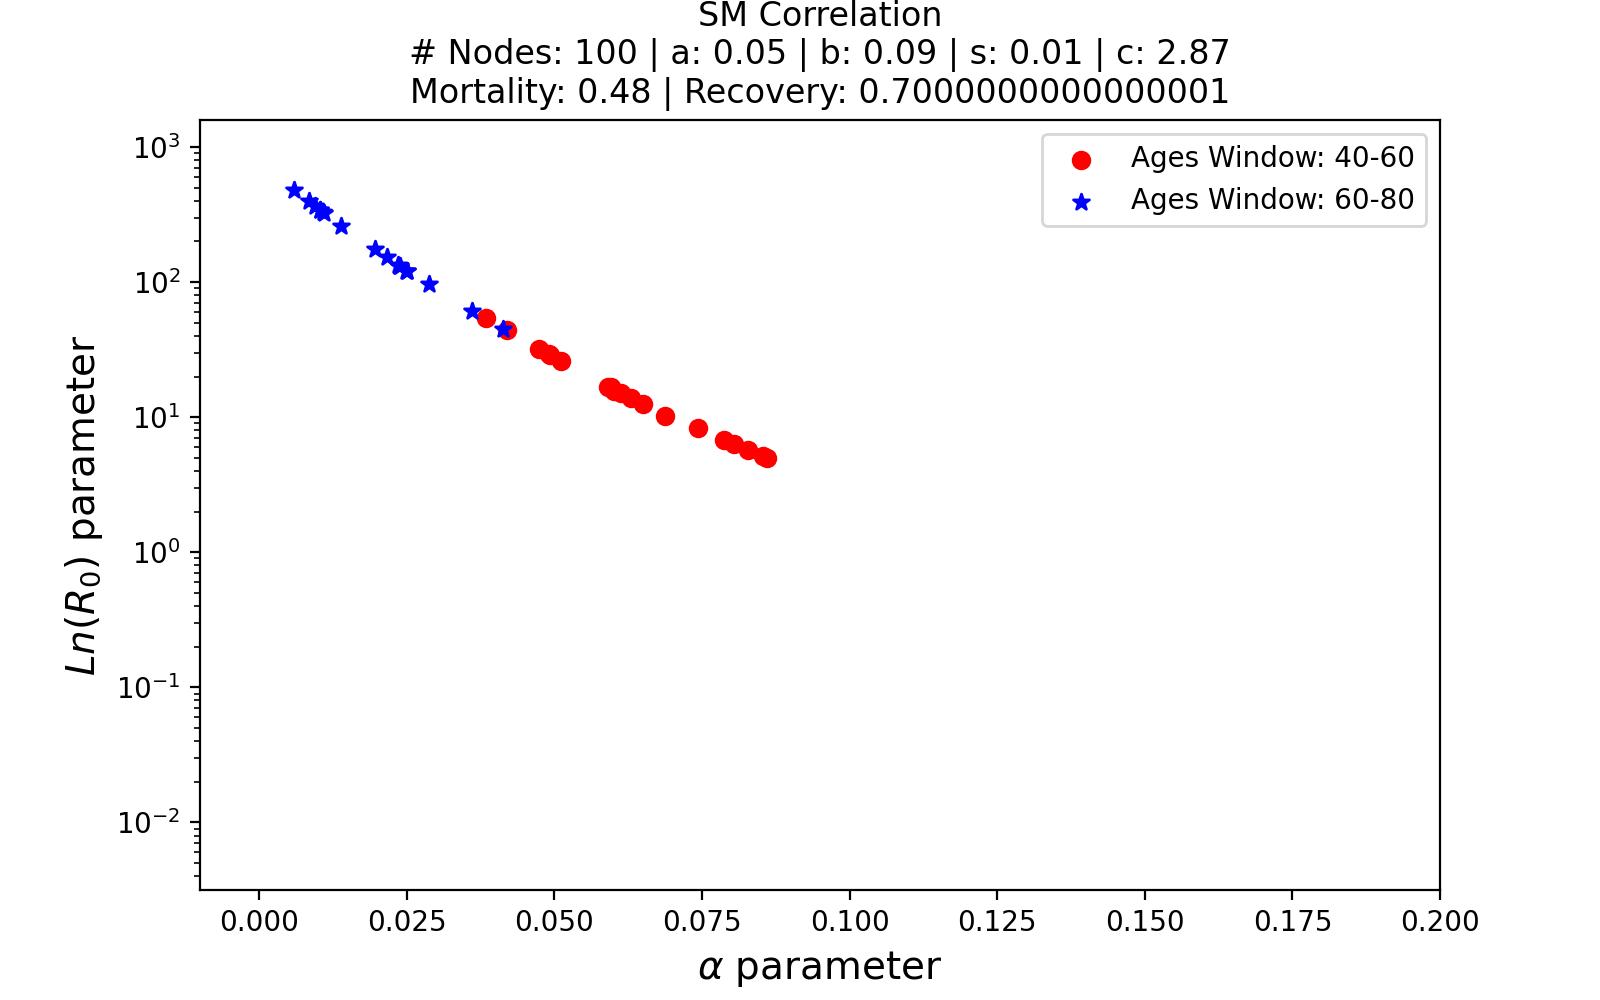 SM Correlation
# Nodes: 100 | a: 0.05 | b: 0.09 | s: 0.01 | c: 2.87
Mortality: 0.48 | Recovery: 0.7000000000000001
Ages Window: 40-60
Ages Window: 60-80
10³
10²
10¹
10⁰
10⁻¹
10⁻²
Ln(R₀) parameter
0.000 0.025 0.050 0.075 0.100 0.125 0.150 0.175 0.200
α parameter